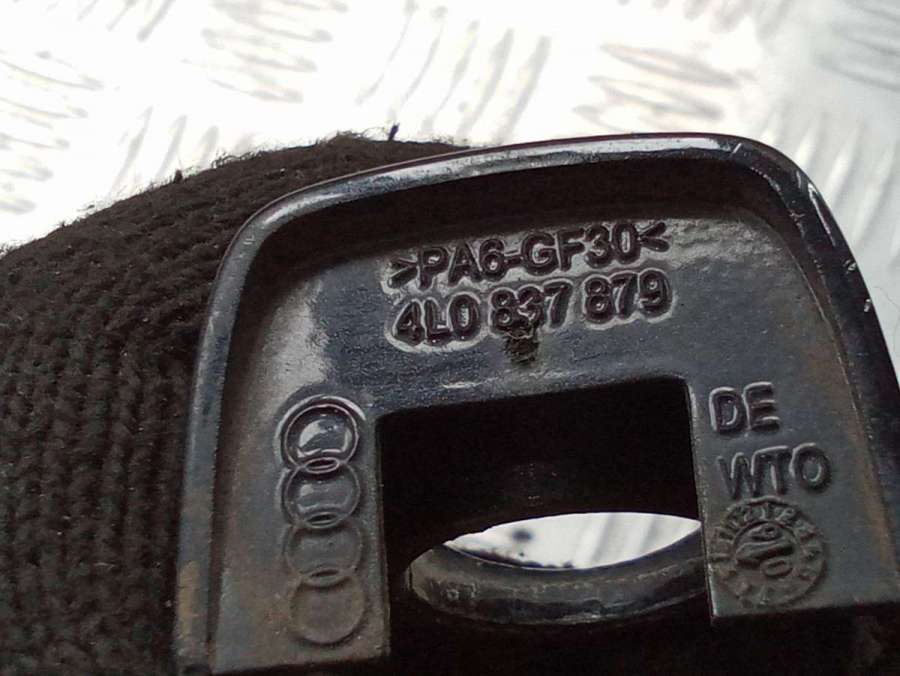 >PA6-GF30<
4L0 837 879
DE
WTO